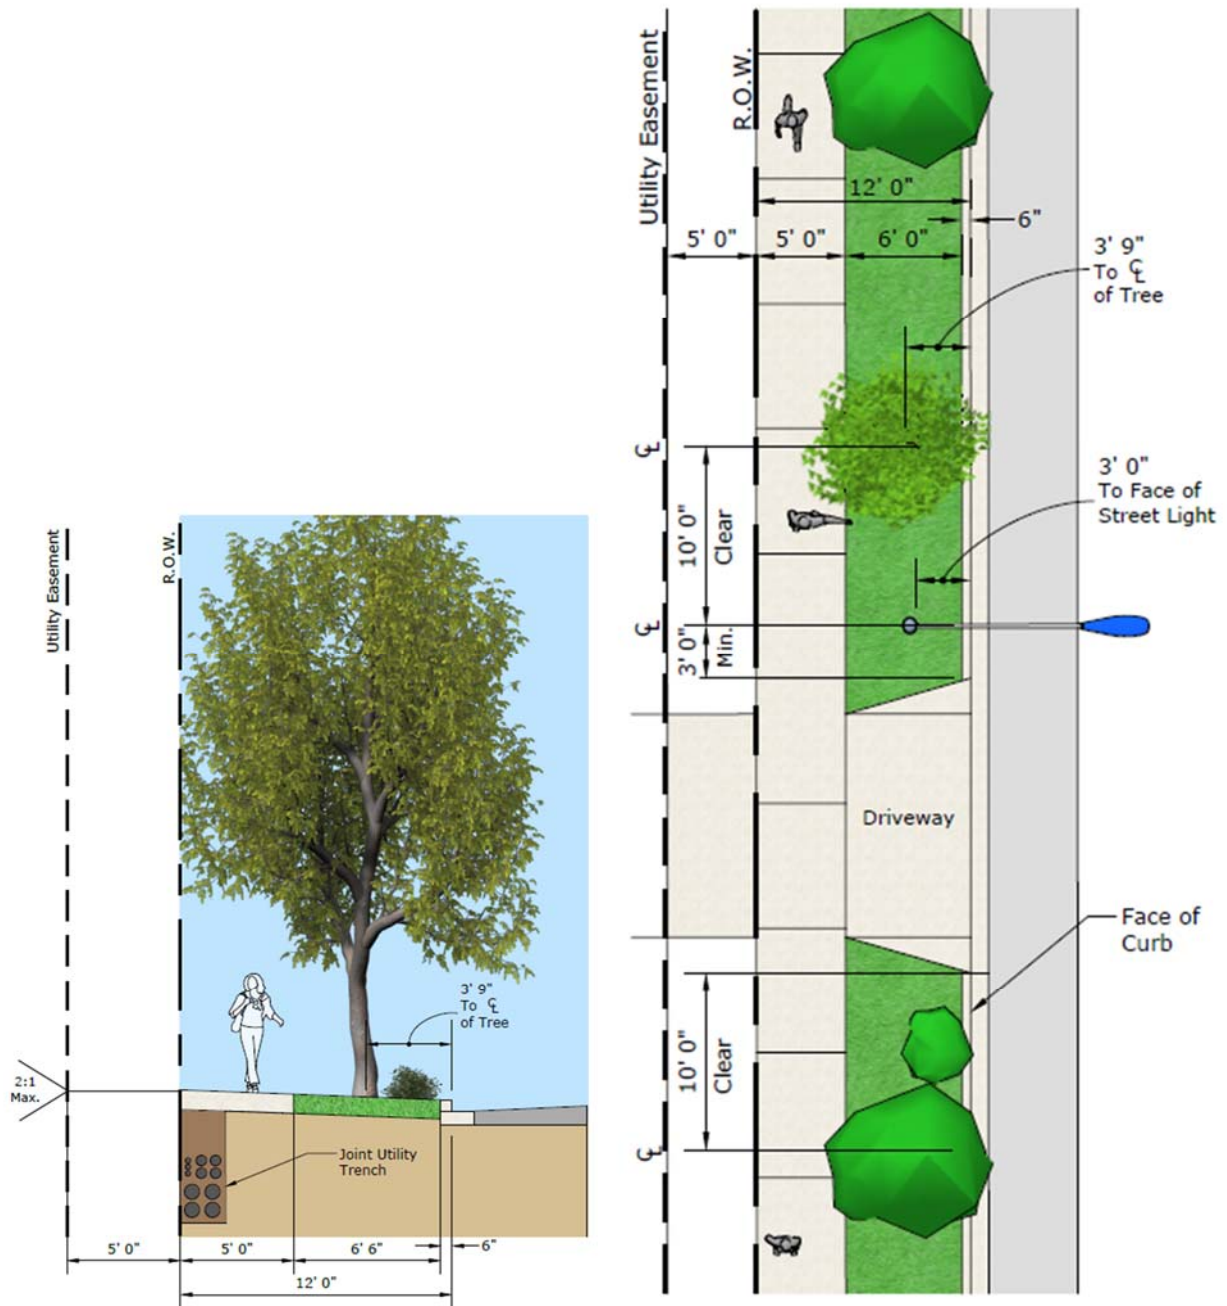 Utility Easement
R.O.W.
3' 9"
To ℄
of Tree
2:1
Max.
Joint Utility
Trench
5' 0"
5' 0"
6' 6"
6"
12' 0"
Utility Easement
R.O.W.
12' 0"
6"
5' 0"
5' 0"
6' 0"
3' 9"
To ℄
of Tree
℄
10' 0"
Clear
3' 0"
To Face of
Street Light
℄
3' 0"
Min.
Driveway
Face of
Curb
10' 0"
Clear
℄